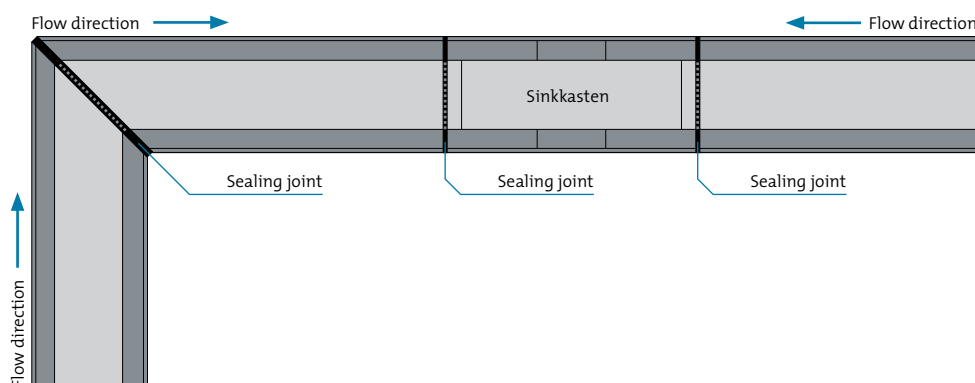 Flow direction
Flow direction
Sinkkasten
Sealing joint
Sealing joint
Sealing joint
Flow direction